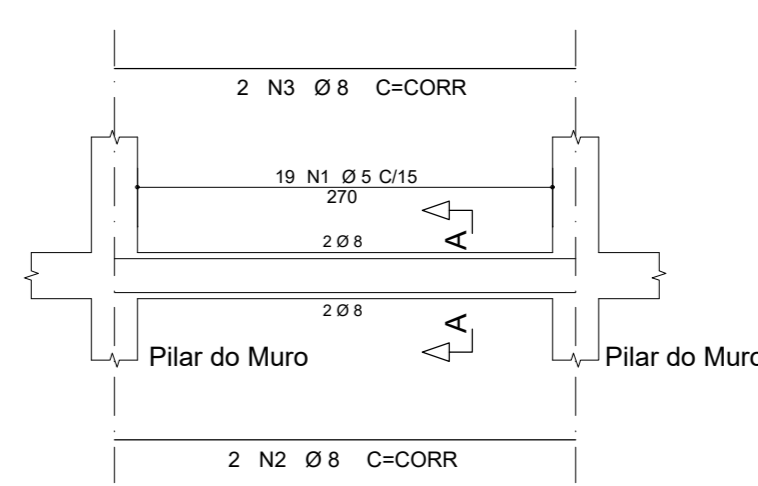 2 N3 Ø 8 C=CORR
19 N1 Ø 5 C/15
270
2 Ø 8
A
2 Ø 8
A
Pilar do Muro
Pilar do Muro
2 N2 Ø 8 C=CORR